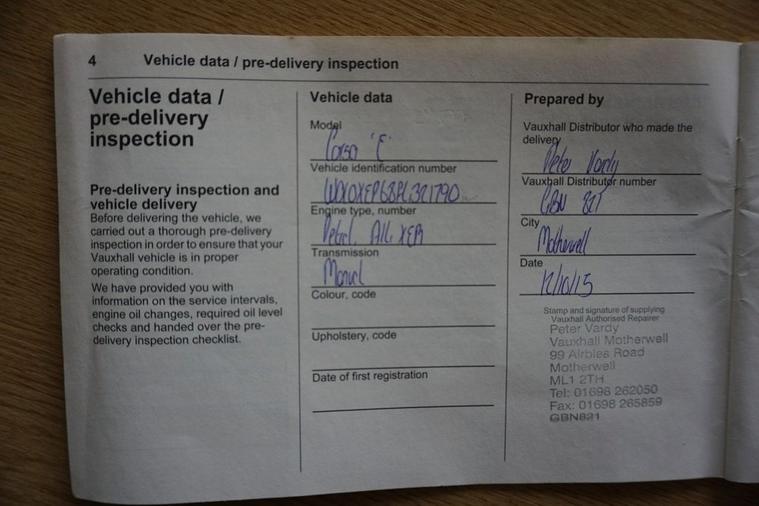 4 Vehicle data / pre-delivery inspection
Vehicle data /
pre-delivery
inspection
Pre-delivery inspection and
vehicle delivery
Before delivering the vehicle, we
carried out a thorough pre-delivery
inspection in order to ensure that your
Vauxhall vehicle is in proper
operating condition.
We have provided you with
information on the service intervals,
engine oil changes, required oil level
checks and handed over the pre-
delivery inspection checklist.
Vehicle data
Model
Corsa 'E'
Vehicle identification number
Engine type, number
Petrol
Transmission
Manual
Colour, code
Upholstery, code
Date of first registration
Prepared by
Vauxhall Distributor who made the
delivery
Peter Vardy
Vauxhall Distributor number
GBN 821
City
Motherwell
Date
12/10/15
Stamp and signature of supplying
Vauxhall Authorised Repairer
Peter Vardy
Vauxhall Motherwell
99 Airbles Road
Motherwell
ML1 2TH
Tel: 01698 262050
Fax: 01698 265859
GBN821